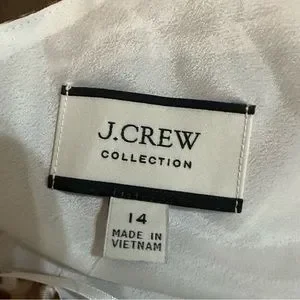 J.CREW
COLLECTION
14
MADE IN
VIETNAM